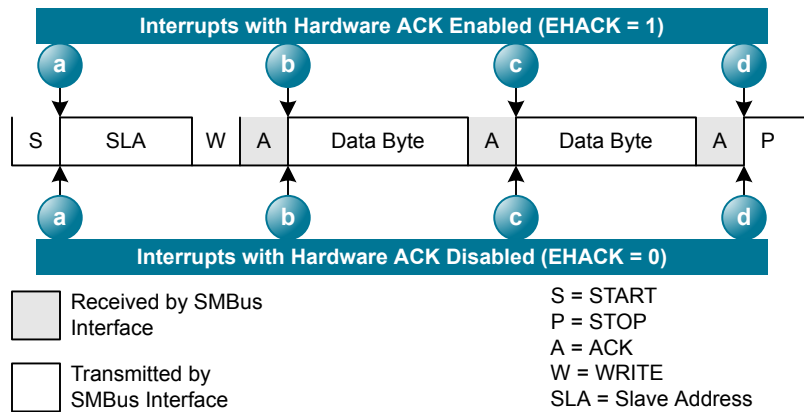 Interrupts with Hardware ACK Enabled (EHACK = 1)
a b c d
S SLA W A Data Byte A Data Byte A P
a b c d
Interrupts with Hardware ACK Disabled (EHACK = 0)
Received by SMBus
Interface
Transmitted by
SMBus Interface
S = START
P = STOP
A = ACK
W = WRITE
SLA = Slave Address